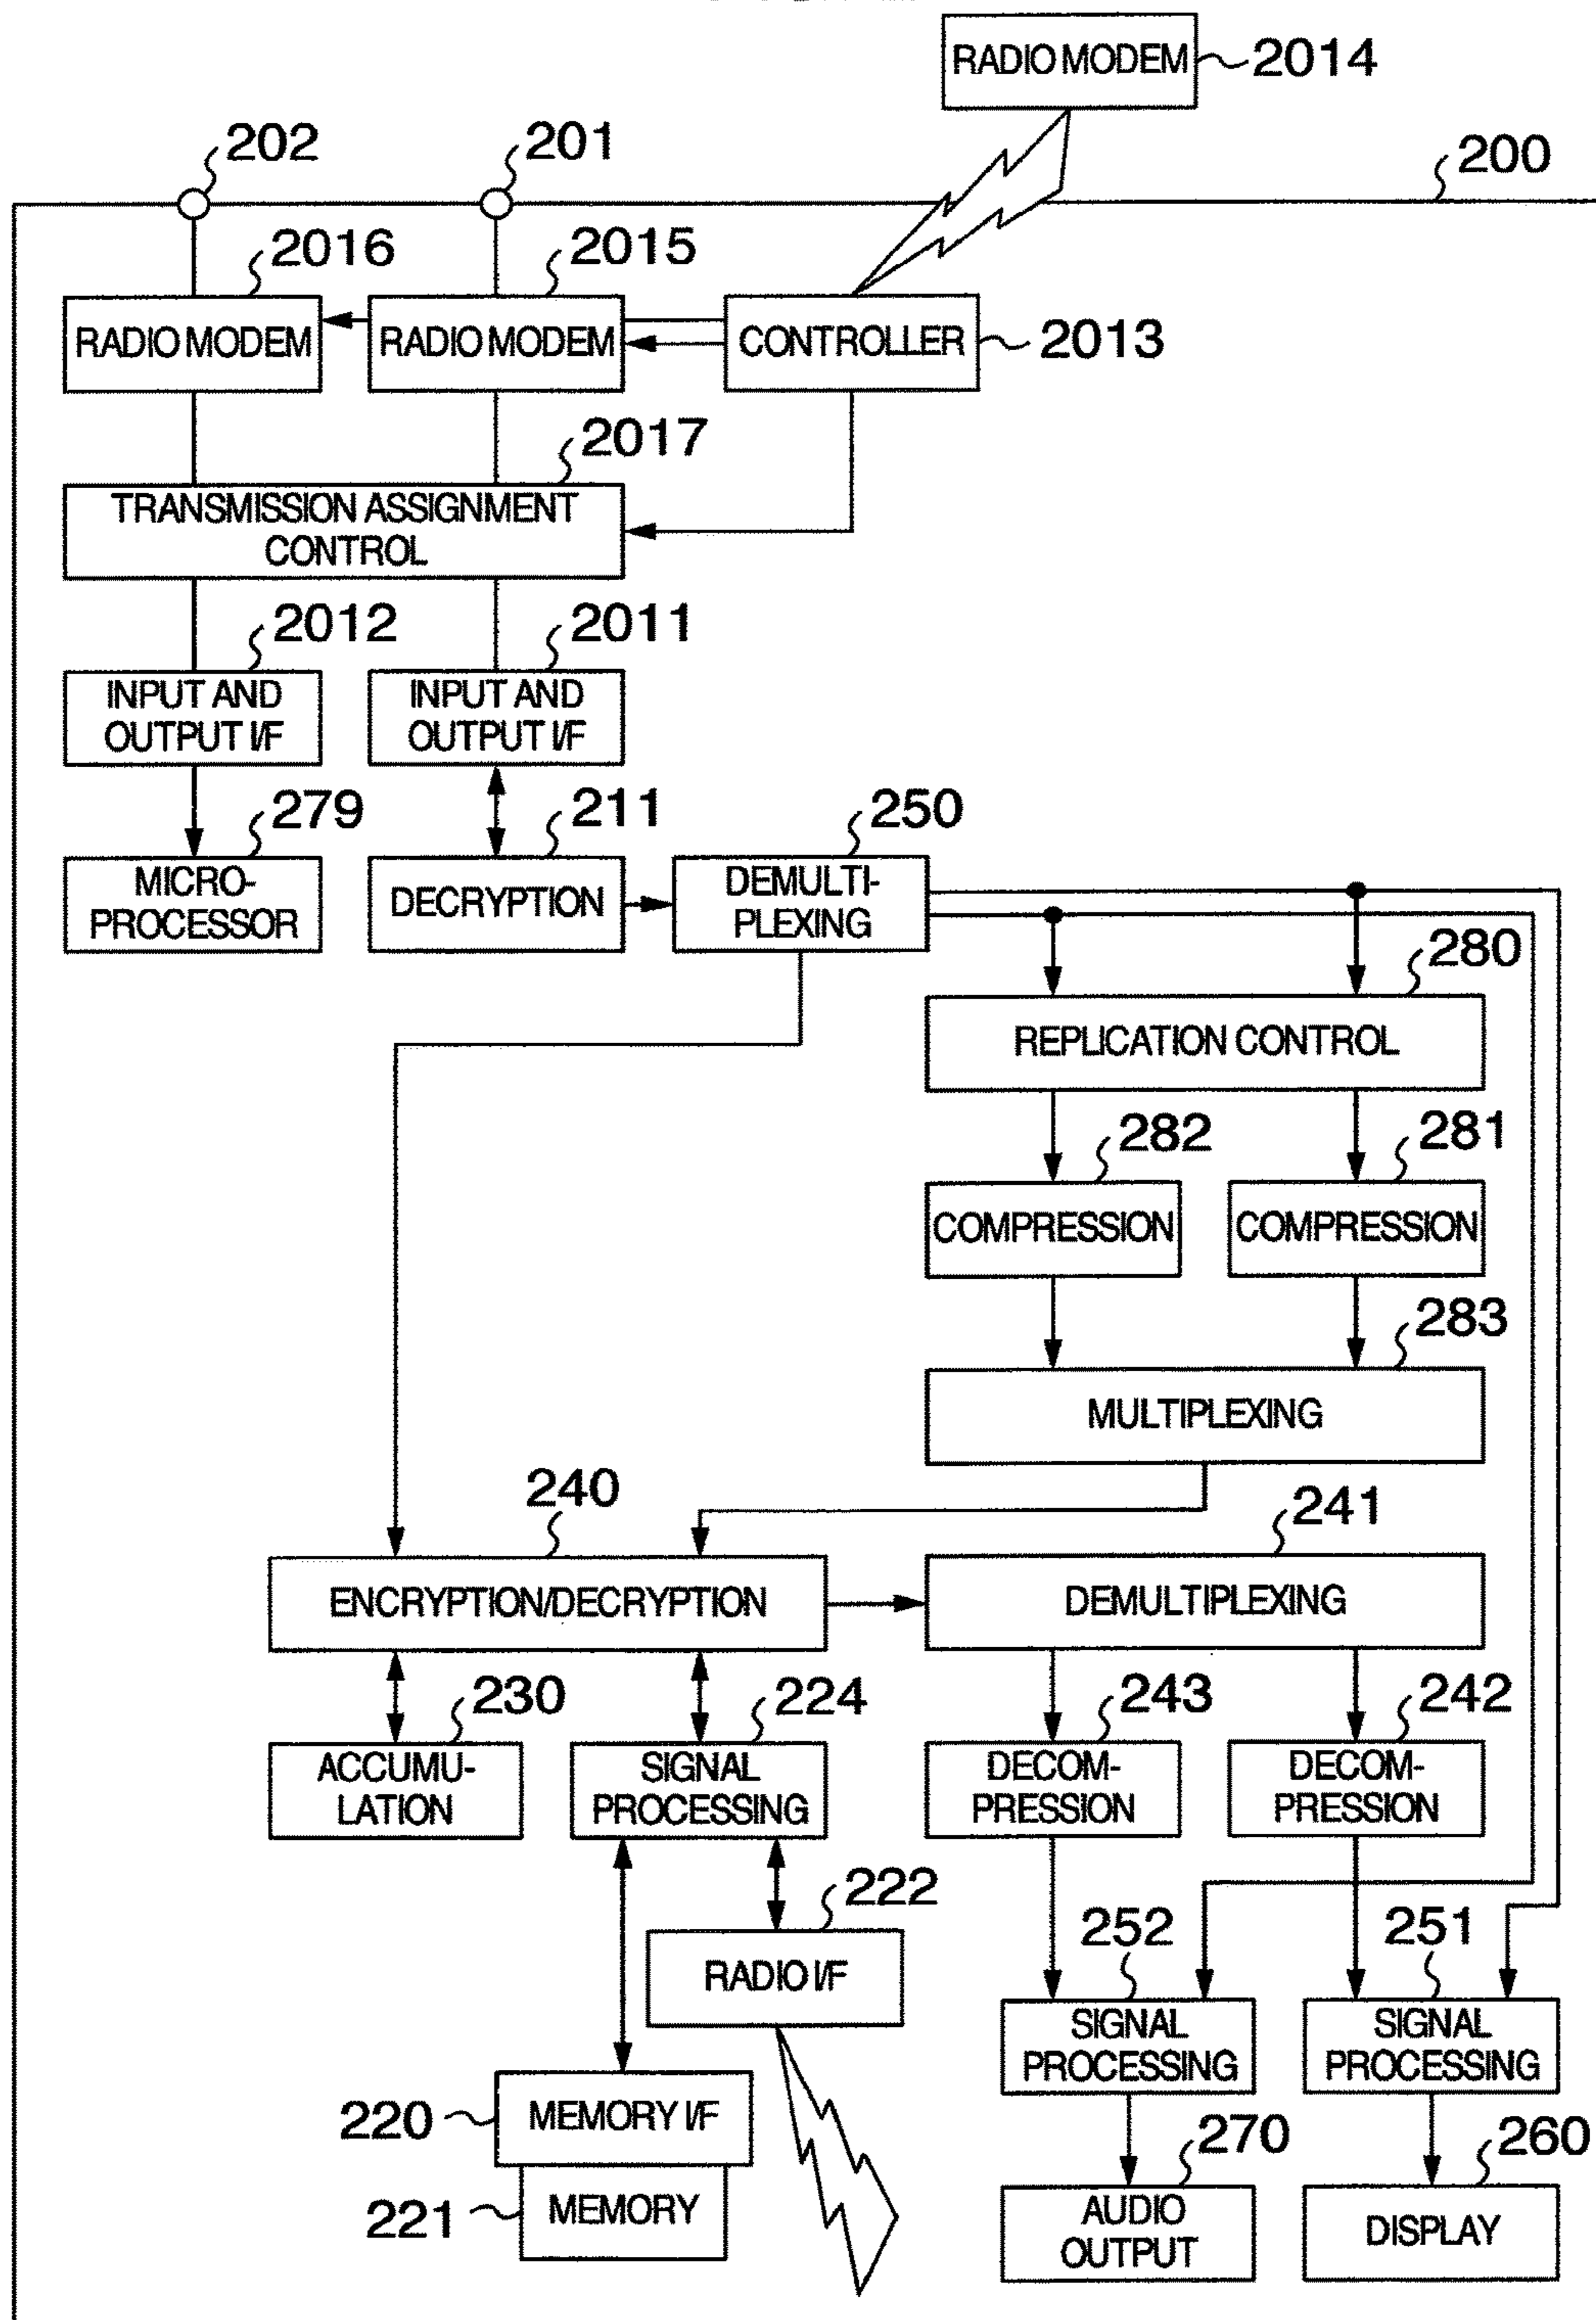 RADIO MODEM 2014
202 201 200
2016 2015
RADIO MODEM RADIO MODEM CONTROLLER 2013
2017
TRANSMISSION ASSIGNMENT
CONTROL
2012 2011
INPUT AND INPUT AND
OUTPUT I/F OUTPUT I/F
279 211 250
MICRO- DECRYPTION DEMULTI-
PROCESSOR PLEXING
280
REPLICATION CONTROL
282 281
COMPRESSION COMPRESSION
283
MULTIPLEXING
240 241
ENCRYPTION/DECRYPTION DEMULTIPLEXING
230 224 243 242
ACCUMU- SIGNAL DECOM- DECOM-
LATION PROCESSING PRESSION PRESSION
222 252 251
RADIO I/F
SIGNAL SIGNAL
PROCESSING PROCESSING
220 MEMORY I/F 270 260
221 MEMORY AUDIO DISPLAY
OUTPUT